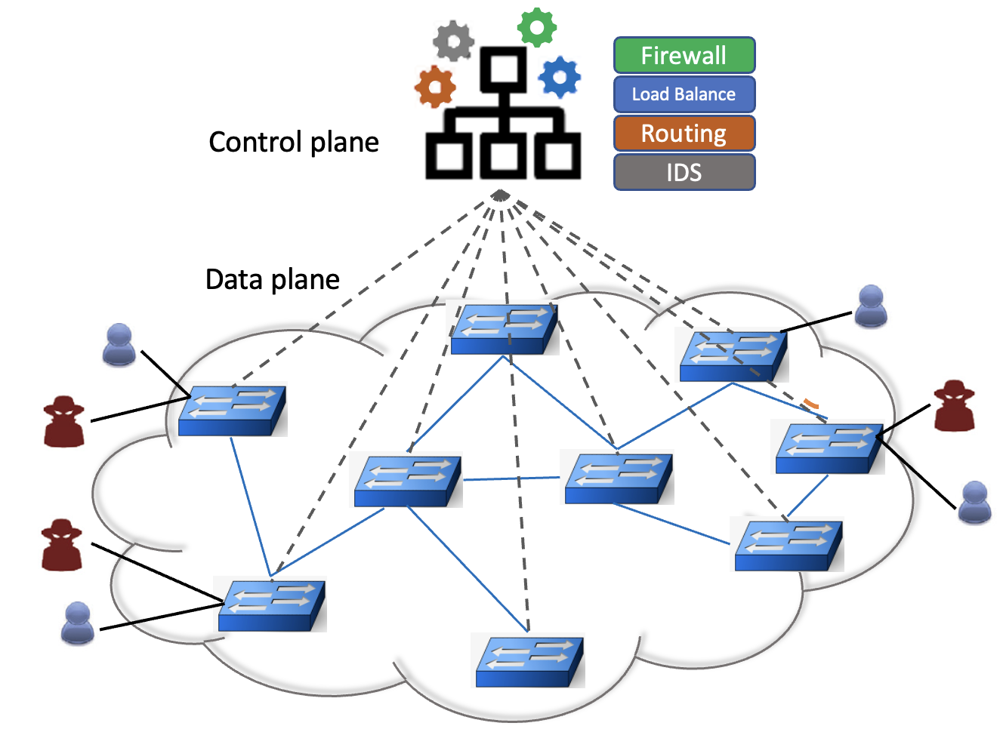 Firewall
Load Balance
Routing
IDS
Control plane
Data plane